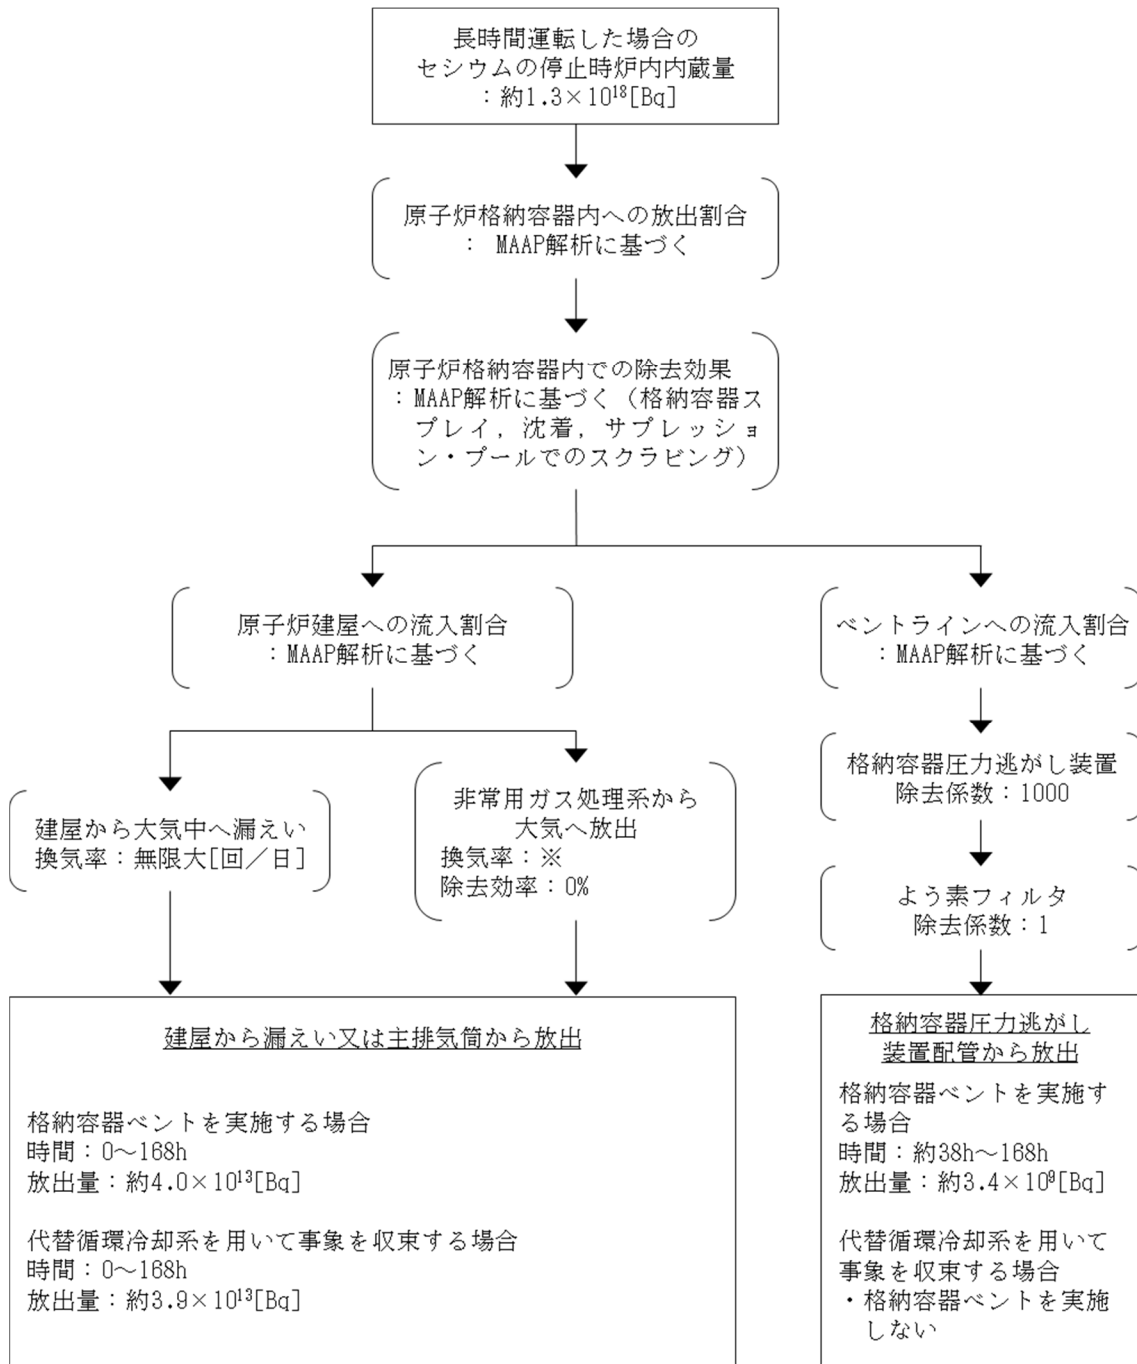 長時間運転した場合の
セシウムの停止時炉内内蔵量
：約1.3×10¹⁸[Bq]
原子炉格納容器内への放出割合
： MAAP解析に基づく
原子炉格納容器内での除去効果
：MAAP解析に基づく（格納容器ス
プレイ，沈着，サプレッショ
ン・プールでのスクラビング）
原子炉建屋への流入割合
：MAAP解析に基づく
ベントラインへの流入割合
：MAAP解析に基づく
建屋から大気中へ漏えい
換気率：無限大[回／日]
非常用ガス処理系から
大気へ放出
換気率：※
除去効率：0%
格納容器圧力逃がし装置
除去係数：1000
よう素フィルタ
除去係数：1
建屋から漏えい又は主排気筒から放出
格納容器ベントを実施する場合
時間：0～168h
放出量：約4.0×10¹³[Bq]
代替循環冷却系を用いて事象を収束する場合
時間：0～168h
放出量：約3.9×10¹³[Bq]
格納容器圧力逃がし
装置配管から放出
格納容器ベントを実施す
る場合
時間：約38h～168h
放出量：約3.4×10⁹[Bq]
代替循環冷却系を用いて
事象を収束する場合
・格納容器ベントを実施
しない